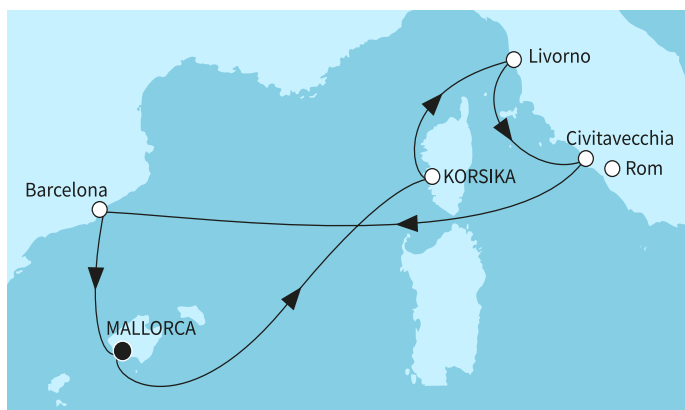 Livorno
Civitavecchia
Rom
KORSIKA
Barcelona
MALLORCA